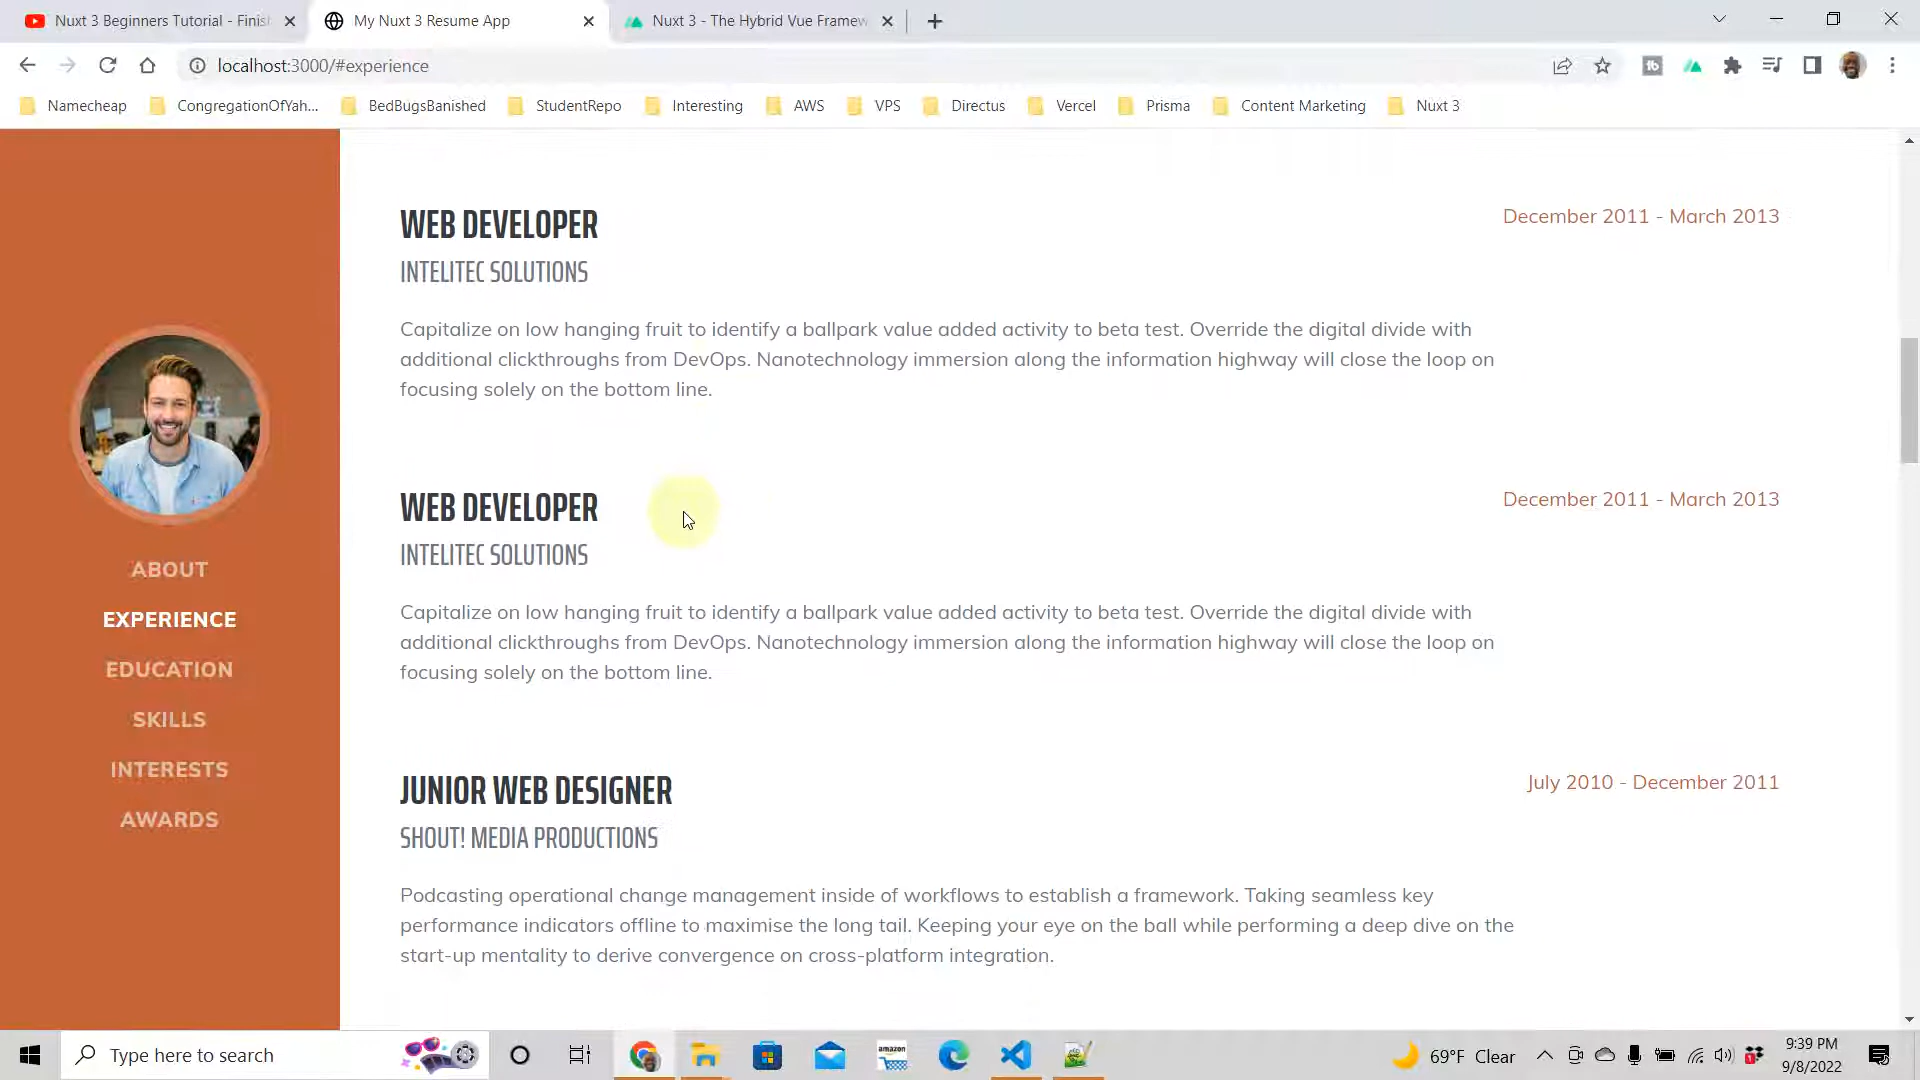 Nuxt 3 Beginners Tutorial - Finis
My Nuxt 3 Resume App
Nuxt 3 - The Hybrid Vue Framew
localhost:3000/#experience
Namecheap
CongregationOfYah...
BedBugsBanished
StudentRepo
Interesting
AWS
VPS
Directus
Vercel
Prisma
Content Marketing
Nuxt 3
ABOUT
EXPERIENCE
EDUCATION
SKILLS
INTERESTS
AWARDS
WEB DEVELOPER
December 2011 - March 2013
INTELITEC SOLUTIONS
Capitalize on low hanging fruit to identify a ballpark value added activity to beta test. Override the digital divide with
additional clickthroughs from DevOps. Nanotechnology immersion along the information highway will close the loop on
focusing solely on the bottom line.
WEB DEVELOPER
December 2011 - March 2013
INTELITEC SOLUTIONS
Capitalize on low hanging fruit to identify a ballpark value added activity to beta test. Override the digital divide with
additional clickthroughs from DevOps. Nanotechnology immersion along the information highway will close the loop on
focusing solely on the bottom line.
JUNIOR WEB DESIGNER
July 2010 - December 2011
SHOUT! MEDIA PRODUCTIONS
Podcasting operational change management inside of workflows to establish a framework. Taking seamless key
performance indicators offline to maximise the long tail. Keeping your eye on the ball while performing a deep dive on the
start-up mentality to derive convergence on cross-platform integration.
Type here to search
amazon
69°F Clear
9:39 PM
9/8/2022